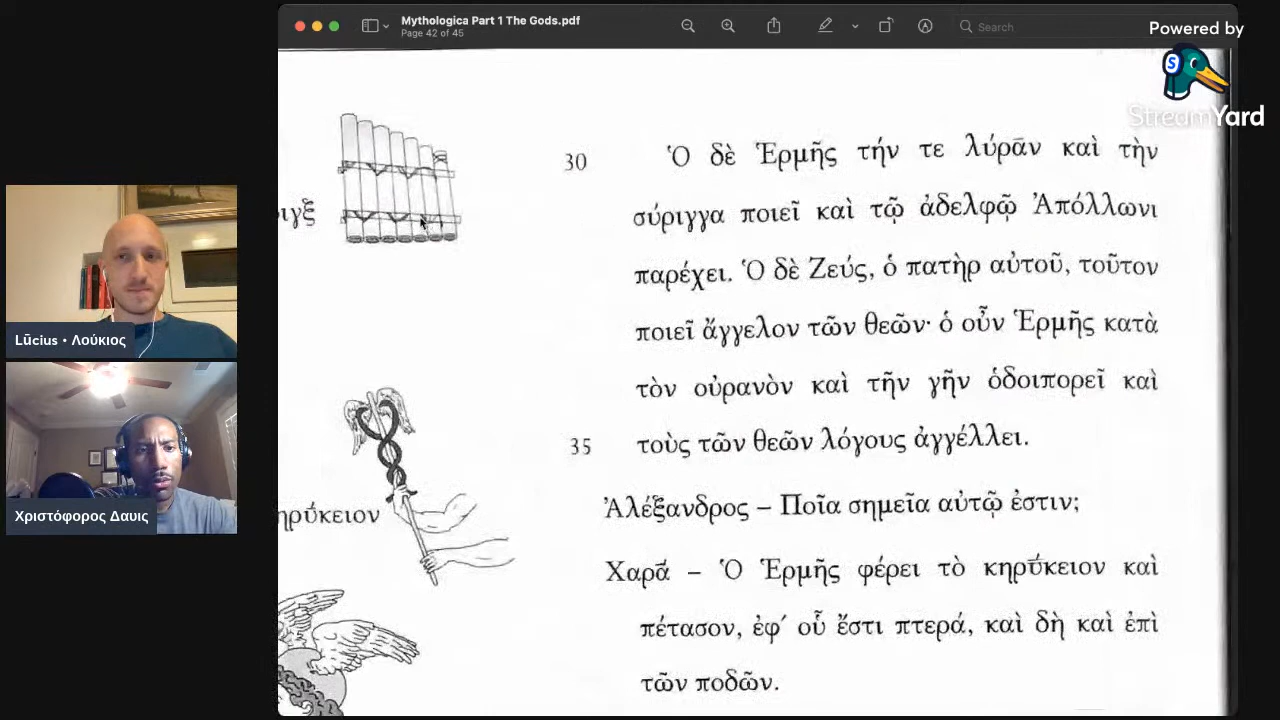 Mythologica Part 1 The Gods.pdf
Page 42 of 45
Search
Powered by
StreamYard
Lūcius • Λούκιος
Χριστόφορος Δαυις
30 Ὁ δὲ Ἑρμῆς τήν τε λύρᾱν καὶ τὴν
σύριγγα ποιεῖ καὶ τῷ ἀδελφῷ Ἀπόλλωνι
παρέχει. Ὁ δὲ Ζεύς, ὁ πατὴρ αὐτοῦ, τοῦτον
ποιεῖ ἄγγελον τῶν θεῶν· ὁ οὖν Ἑρμῆς κατὰ
τὸν οὐρανὸν καὶ τῆν γῆν ὁδοιπορεῖ καὶ
35 τοὺς τῶν θεῶν λόγους ἀγγέλλει.
Ἀλέξανδρος – Ποῖα σημεῖα αὐτῷ ἐστιν;
Χαρᾱ́ – Ὁ Ἑρμῆς φέρει τὸ κηρῡ́κειον καὶ
πέτασον, ἐφ’ οὗ ἔστι πτερά, καὶ δὴ καὶ ἐπὶ
τῶν ποδῶν.
ιγξ
ηρῡ́κειον